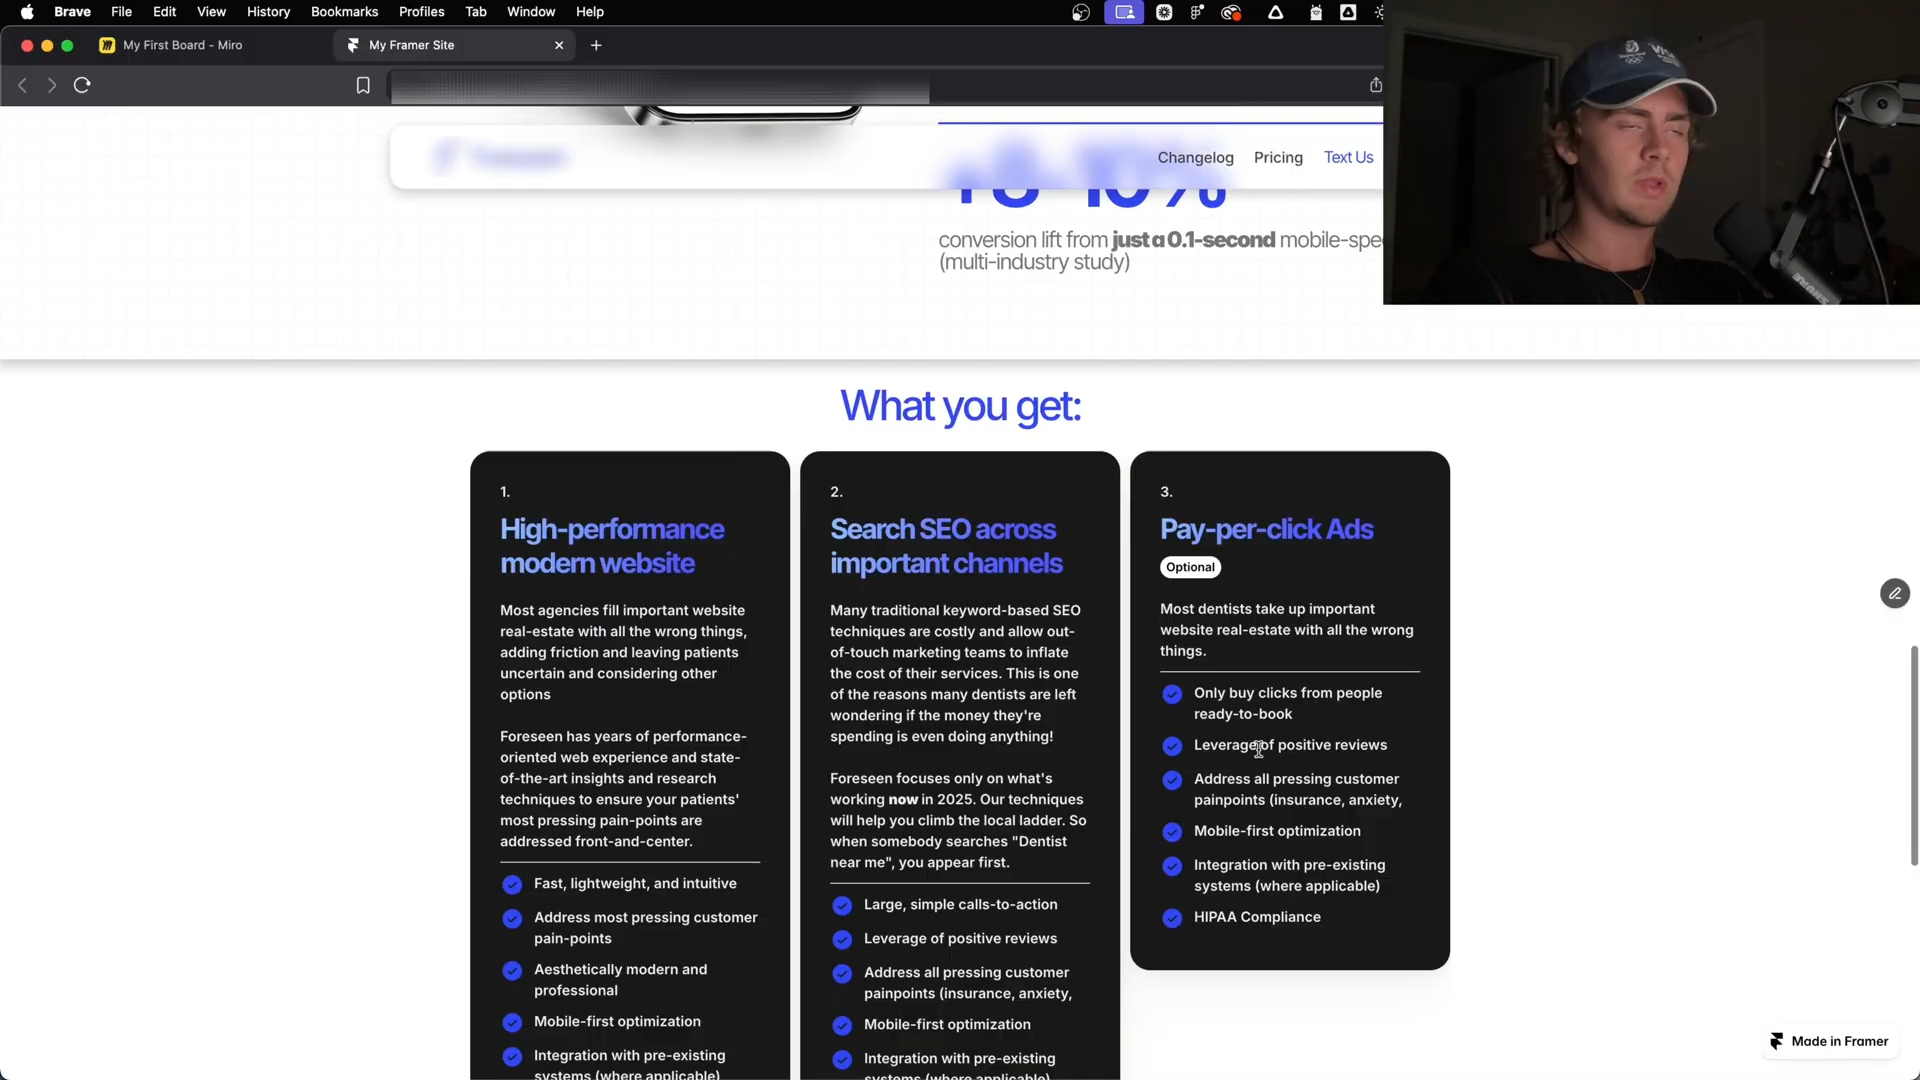 Brave File Edit View History Bookmarks Profiles Tab Window Help
My First Board - Miro
My Framer Site
Changelog Pricing Text Us
conversion lift from just a 0.1-second
(multi-industry study)
What you get:
1.
High-performance
modern website
Most agencies fill important website
real-estate with all the wrong things,
adding friction and leaving patients
uncertain and considering other
options
Foreseen has years of performance-
oriented web experience and state-
of-the-art insights and research
techniques to ensure your patients'
most pressing pain-points are
addressed front-and-center.
Fast, lightweight, and intuitive
Address most pressing customer
pain-points
Aesthetically modern and
professional
Mobile-first optimization
Integration with pre-existing
systems (where applicable)
2.
Search SEO across
important channels
Many traditional keyword-based SEO
techniques are costly and allow out-
of-touch marketing teams to inflate
the cost of their services. This is one
of the reasons many dentists are left
wondering if the money they're
spending is even doing anything!
Foreseen focuses only on what's
working now in 2025. Our techniques
will help you climb the local ladder. So
when somebody searches "Dentist
near me", you appear first.
Large, simple calls-to-action
Leverage of positive reviews
Address all pressing customer
painpoints (insurance, anxiety,
Mobile-first optimization
Integration with pre-existing
systems (where applicable)
3.
Pay-per-click Ads
Optional
Most dentists take up important
website real-estate with all the wrong
things.
Only buy clicks from people
ready-to-book
Leverage of positive reviews
Address all pressing customer
painpoints (insurance, anxiety,
Mobile-first optimization
Integration with pre-existing
systems (where applicable)
HIPAA Compliance
Made in Framer